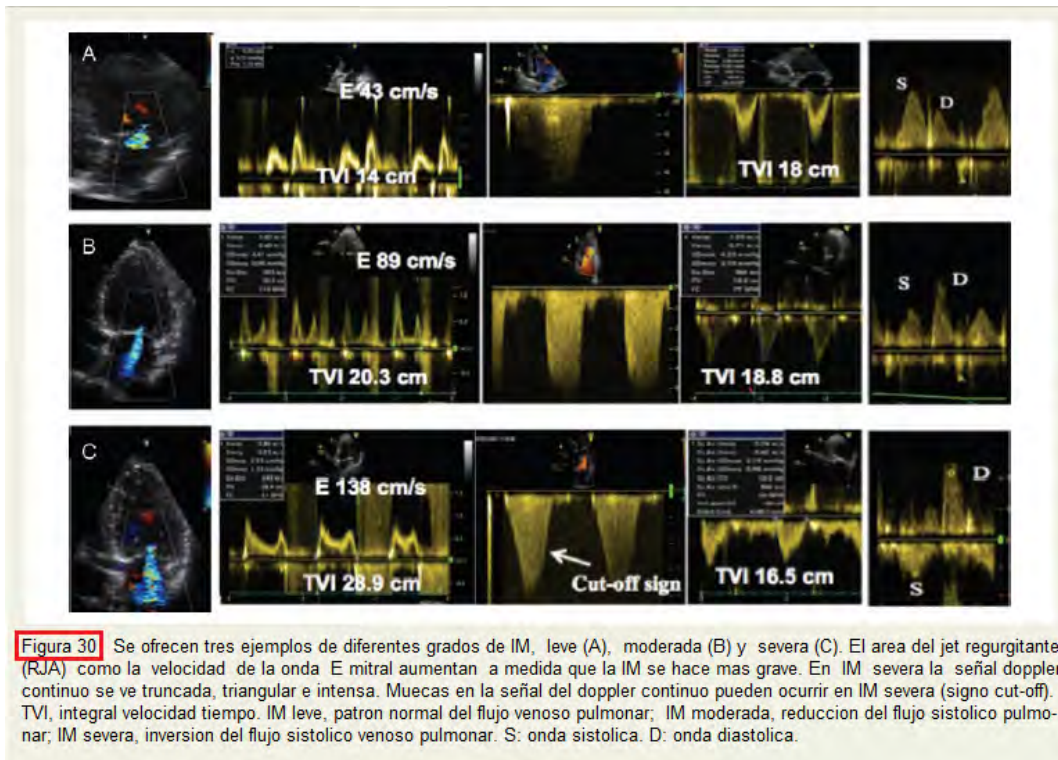 A
E 43 cm/s
TVI 14 cm
TVI 18 cm
S
D
B
E 89 cm/s
TVI 20.3 cm
TVI 18.8 cm
S
D
C
E 138 cm/s
TVI 28.9 cm
Cut-off sign
TVI 16.5 cm
D
S
Figura 30 Se ofrecen tres ejemplos de diferentes grados de IM, leve (A), moderada (B) y severa (C). El area del jet regurgitante
(RJA) como la velocidad de la onda E mitral aumentan a medida que la IM se hace mas grave. En IM severa la señal doppler
continuo se ve truncada, triangular e intensa. Muecas en la señal del doppler continuo pueden ocurrir en IM severa (signo cut-off).
TVI, integral velocidad tiempo. IM leve, patron normal del flujo venoso pulmonar; IM moderada, reduccion del flujo sistolico pulmo-
nar; IM severa, inversion del flujo sistolico venoso pulmonar. S: onda sistolica. D: onda diastolica.